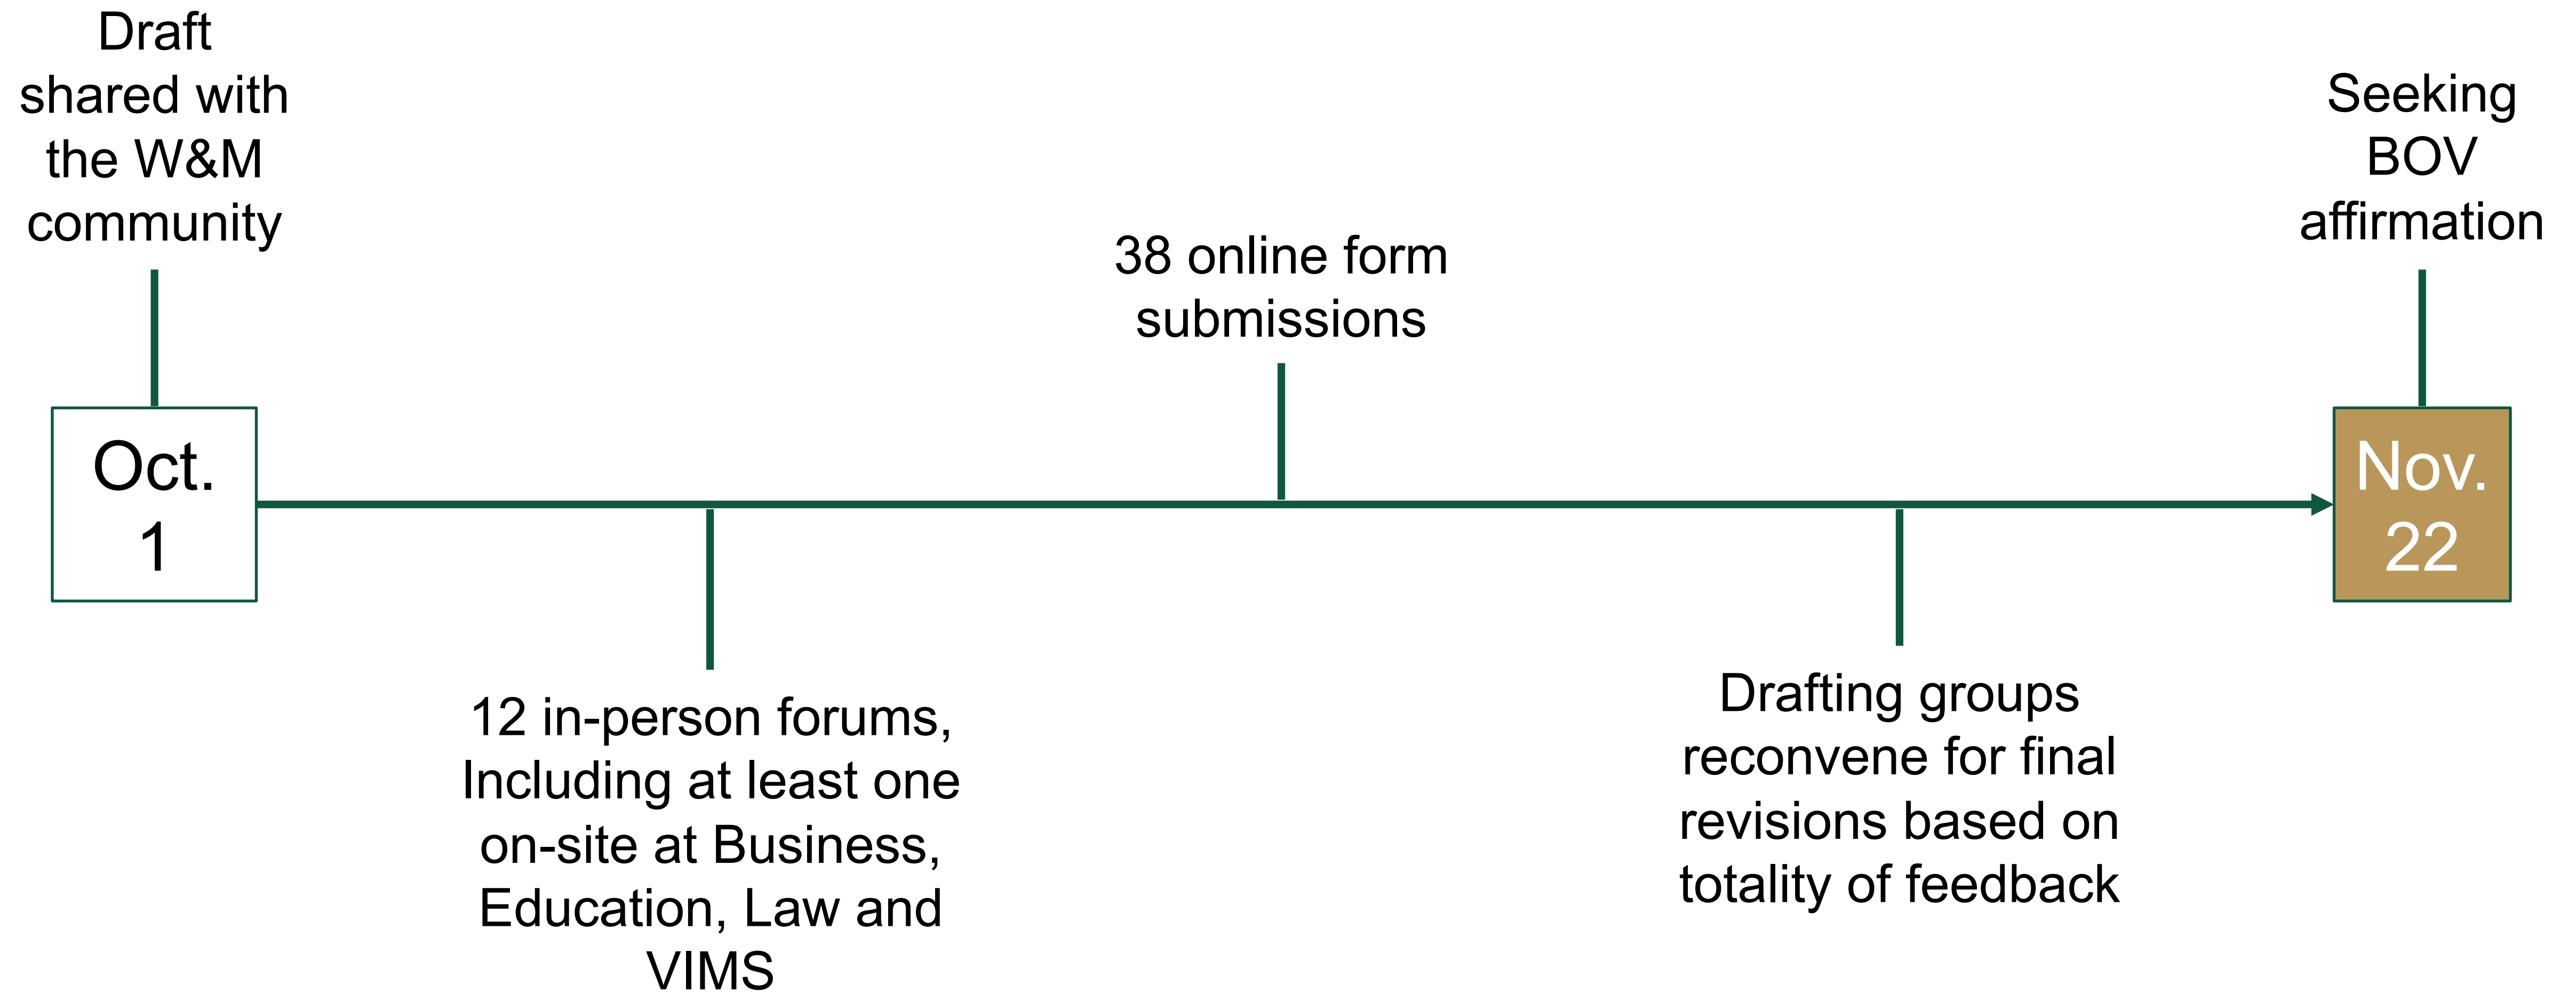 Draft
shared with
the W&M
community
Oct.
1
12 in-person forums,
Including at least one
on-site at Business,
Education, Law and
VIMS
38 online form
submissions
Drafting groups
reconvene for final
revisions based on
totality of feedback
Seeking
BOV
affirmation
Nov.
22